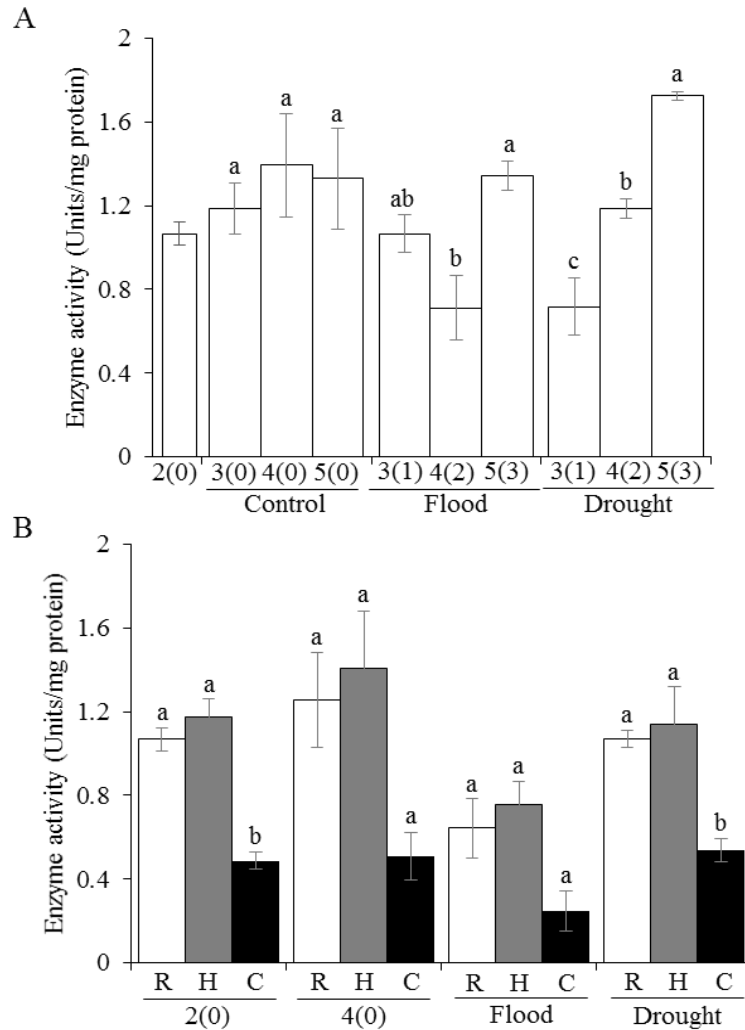 A
Enzyme activity (Units/mg protein)
2
1.6
1.2
0.8
0.4
0
a
a
a
ab
b
a
c
b
a
2(0) 3(0) 4(0) 5(0) 3(1) 4(2) 5(3) 3(1) 4(2) 5(3)
Control Flood Drought
B
Enzyme activity (Units/mg protein)
2
1.6
1.2
0.8
0.4
0
a
a
b
a
a
a
a
a
a
a
a
b
R H C R H C R H C R H C
2(0) 4(0) Flood Drought